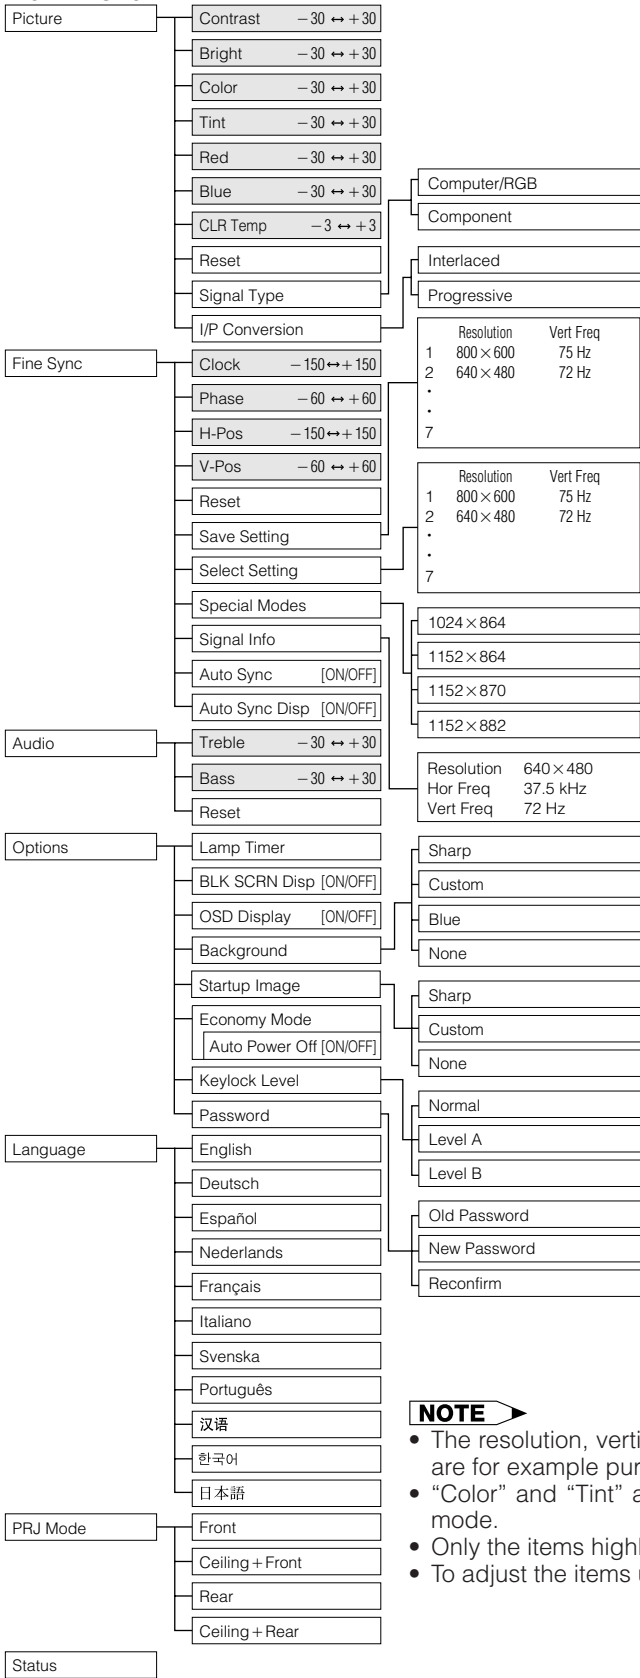 Picture
Contrast −30 ↔ +30
Bright −30 ↔ +30
Color −30 ↔ +30
Tint −30 ↔ +30
Red −30 ↔ +30
Blue −30 ↔ +30
CLR Temp −3 ↔ +3
Reset
Signal Type
Computer/RGB
Component
I/P Conversion
Interlaced
Progressive
Fine Sync
Clock −150↔+150
Phase −60 ↔ +60
H-Pos −150↔+150
V-Pos −60 ↔ +60
Reset
Save Setting
Resolution Vert Freq
1 800×600 75 Hz
2 640×480 72 Hz
•
•
7
Select Setting
Resolution Vert Freq
1 800×600 75 Hz
2 640×480 72 Hz
•
•
7
Special Modes
1024×864
1152×864
1152×870
1152×882
Signal Info
Resolution 640×480
Hor Freq 37.5 kHz
Vert Freq 72 Hz
Auto Sync [ON/OFF]
Auto Sync Disp [ON/OFF]
Audio
Treble −30 ↔ +30
Bass −30 ↔ +30
Reset
Options
Lamp Timer
BLK SCRN Disp [ON/OFF]
OSD Display [ON/OFF]
Background
Sharp
Custom
Blue
None
Startup Image
Sharp
Custom
None
Economy Mode
Auto Power Off [ON/OFF]
Keylock Level
Normal
Level A
Level B
Password
Old Password
New Password
Reconfirm
Language
English
Deutsch
Español
Nederlands
Français
Italiano
Svenska
Português
汉语
한국어
日本語
PRJ Mode
Front
Ceiling+Front
Rear
Ceiling+Rear
Status
NOTE
• The resolution, verti
are for example pur
• “Color” and “Tint” a
mode.
• Only the items highl
• To adjust the items u